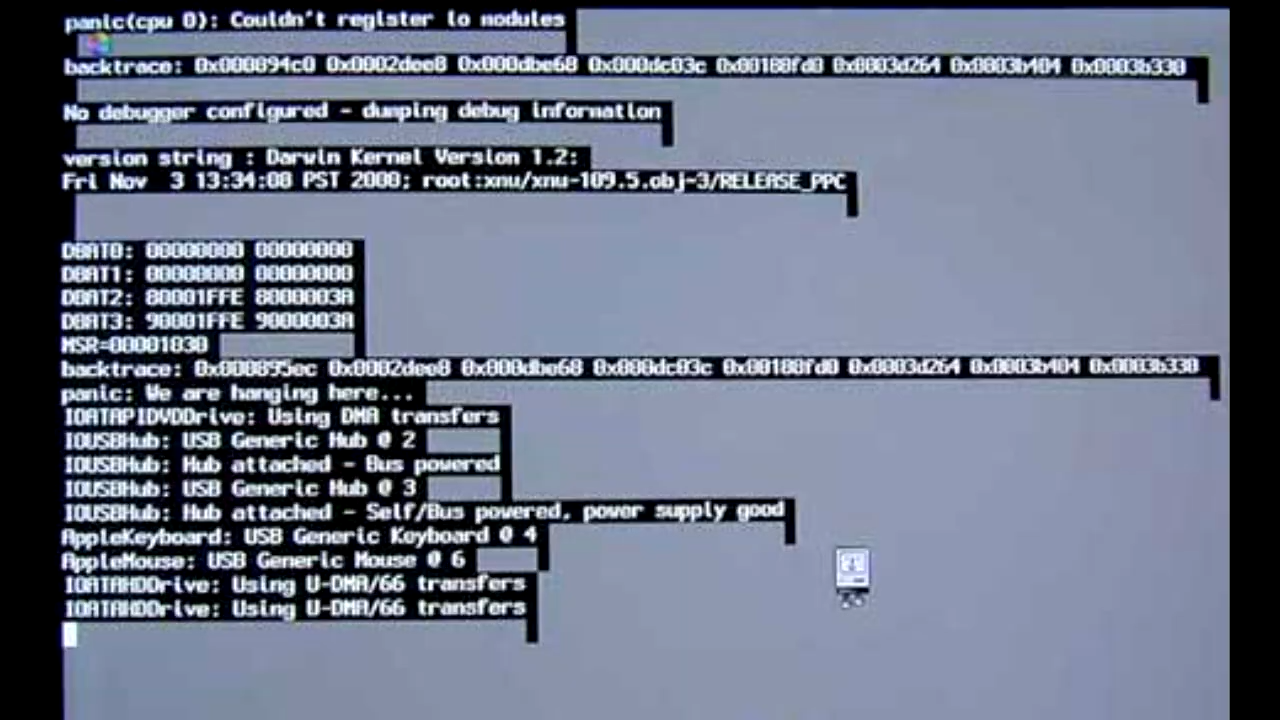 panic(cpu 0): Couldn't register lo modules
backtrace: 0x000894c0 0x0002dee8 0x000dbe68 0x000dc03c 0x00188fd0 0x0003d264 0x0003b404 0x0003b330
No debugger configured - dumping debug information
version string : Darwin Kernel Version 1.2:
Fri Nov  3 13:34:08 PST 2000; root:xnu/xnu-109.5.obj-3/RELEASE_PPC
DBAT0: 00000000 00000000
DBAT1: 00000000 00000000
DBAT2: 80001FFE 8000003A
DBAT3: 90001FFE 9000003A
MSR=00001030
backtrace: 0x000895ec 0x0002dee8 0x000dbe68 0x000dc03c 0x00188fd0 0x0003d264 0x0003b404 0x0003b330
panic: We are hanging here...
IOATAPIDVDDrive: Using DMA transfers
IOUSBHub: USB Generic Hub @ 2
IOUSBHub: Hub attached - Bus powered
IOUSBHub: USB Generic Hub @ 3
IOUSBHub: Hub attached - Self/Bus powered, power supply good
AppleKeyboard: USB Generic Keyboard @ 4
AppleMouse: USB Generic Mouse @ 6
IOATAHDDrive: Using U-DMA/66 transfers
IOATAHDDrive: Using U-DMA/66 transfers